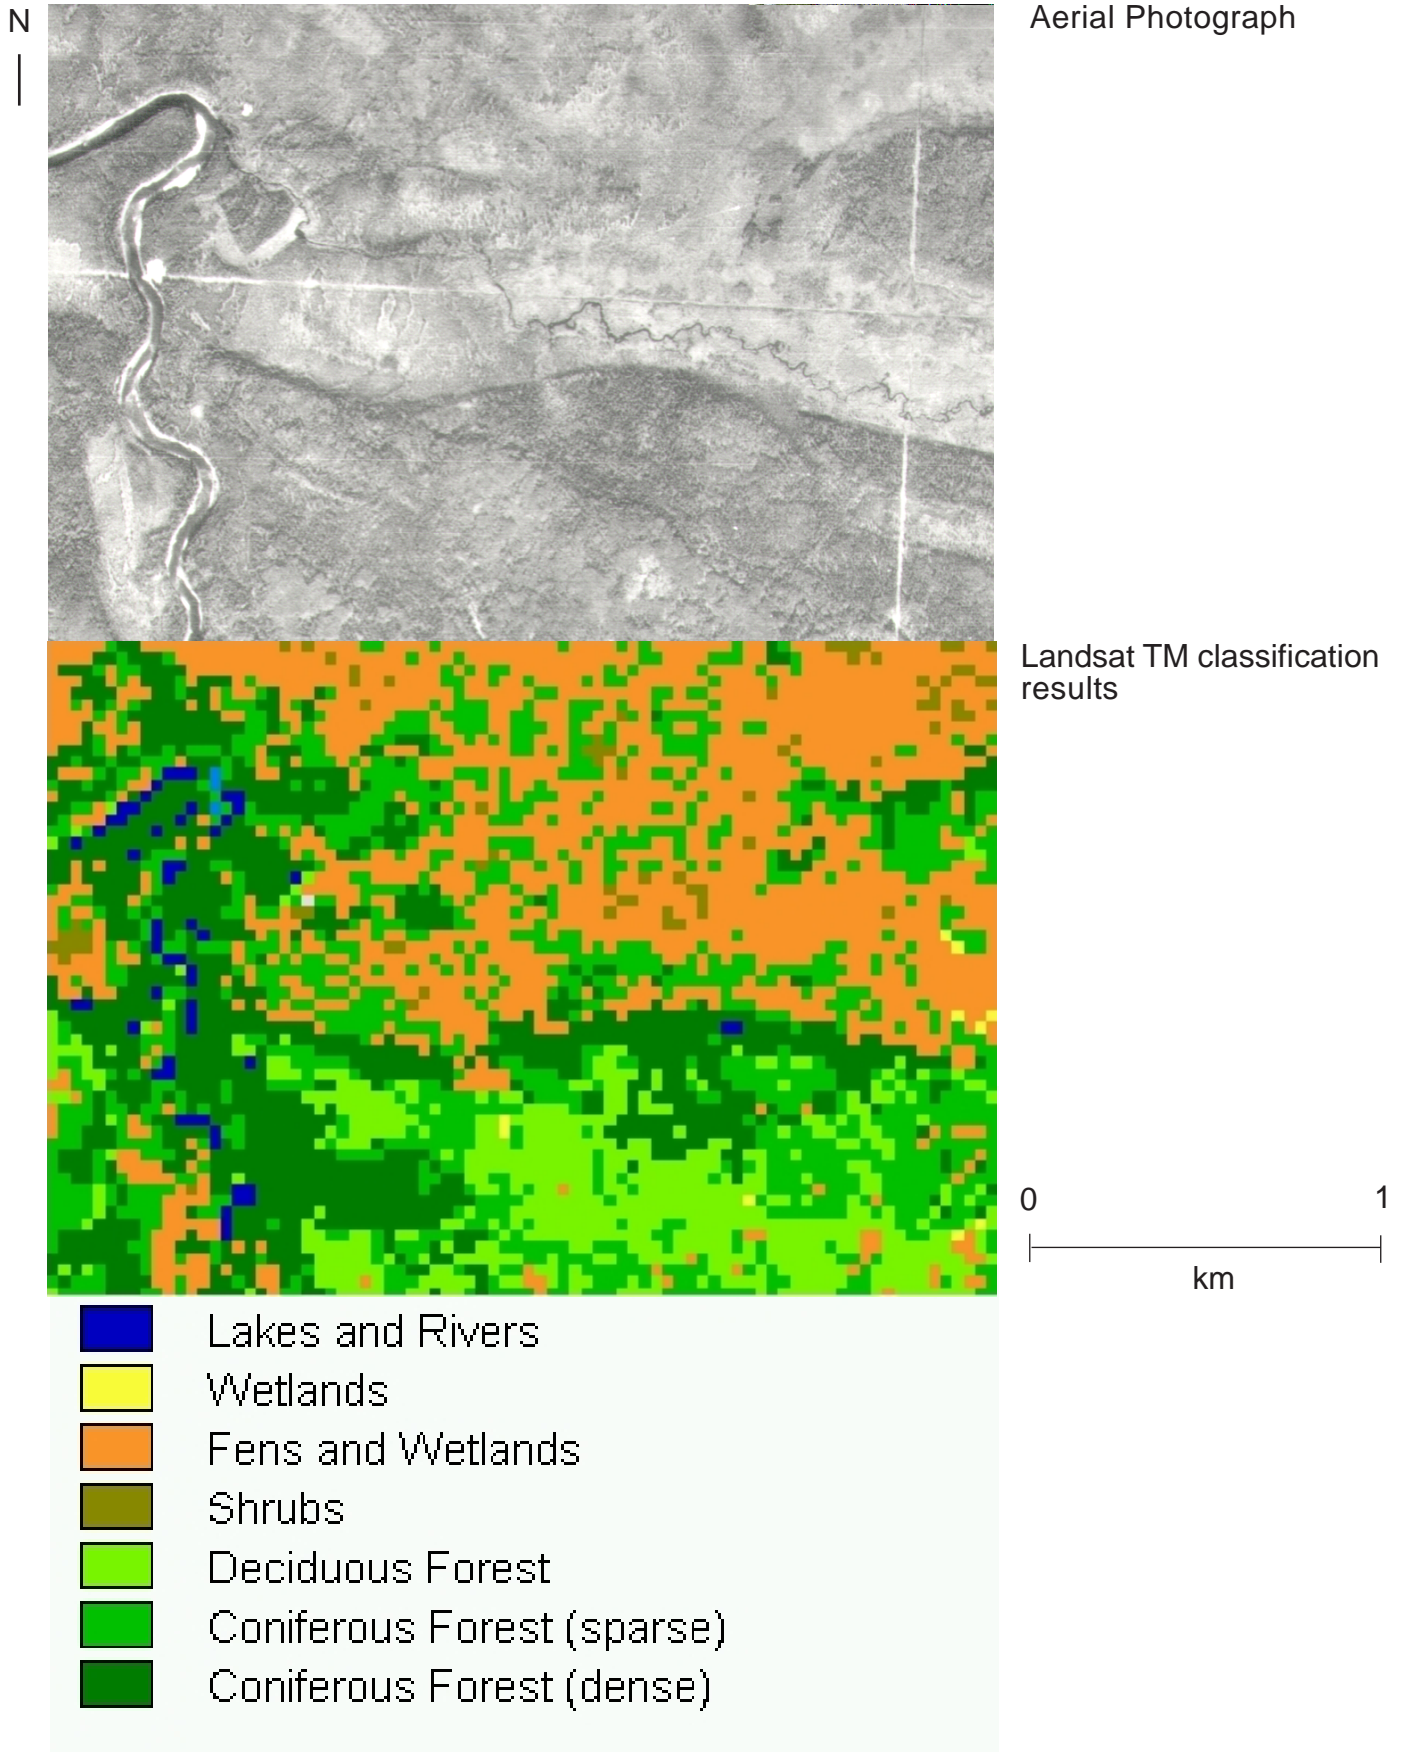 N
Aerial Photograph
Landsat TM classification
results
0 1
km
Lakes and Rivers
Wetlands
Fens and Wetlands
Shrubs
Deciduous Forest
Coniferous Forest (sparse)
Coniferous Forest (dense)